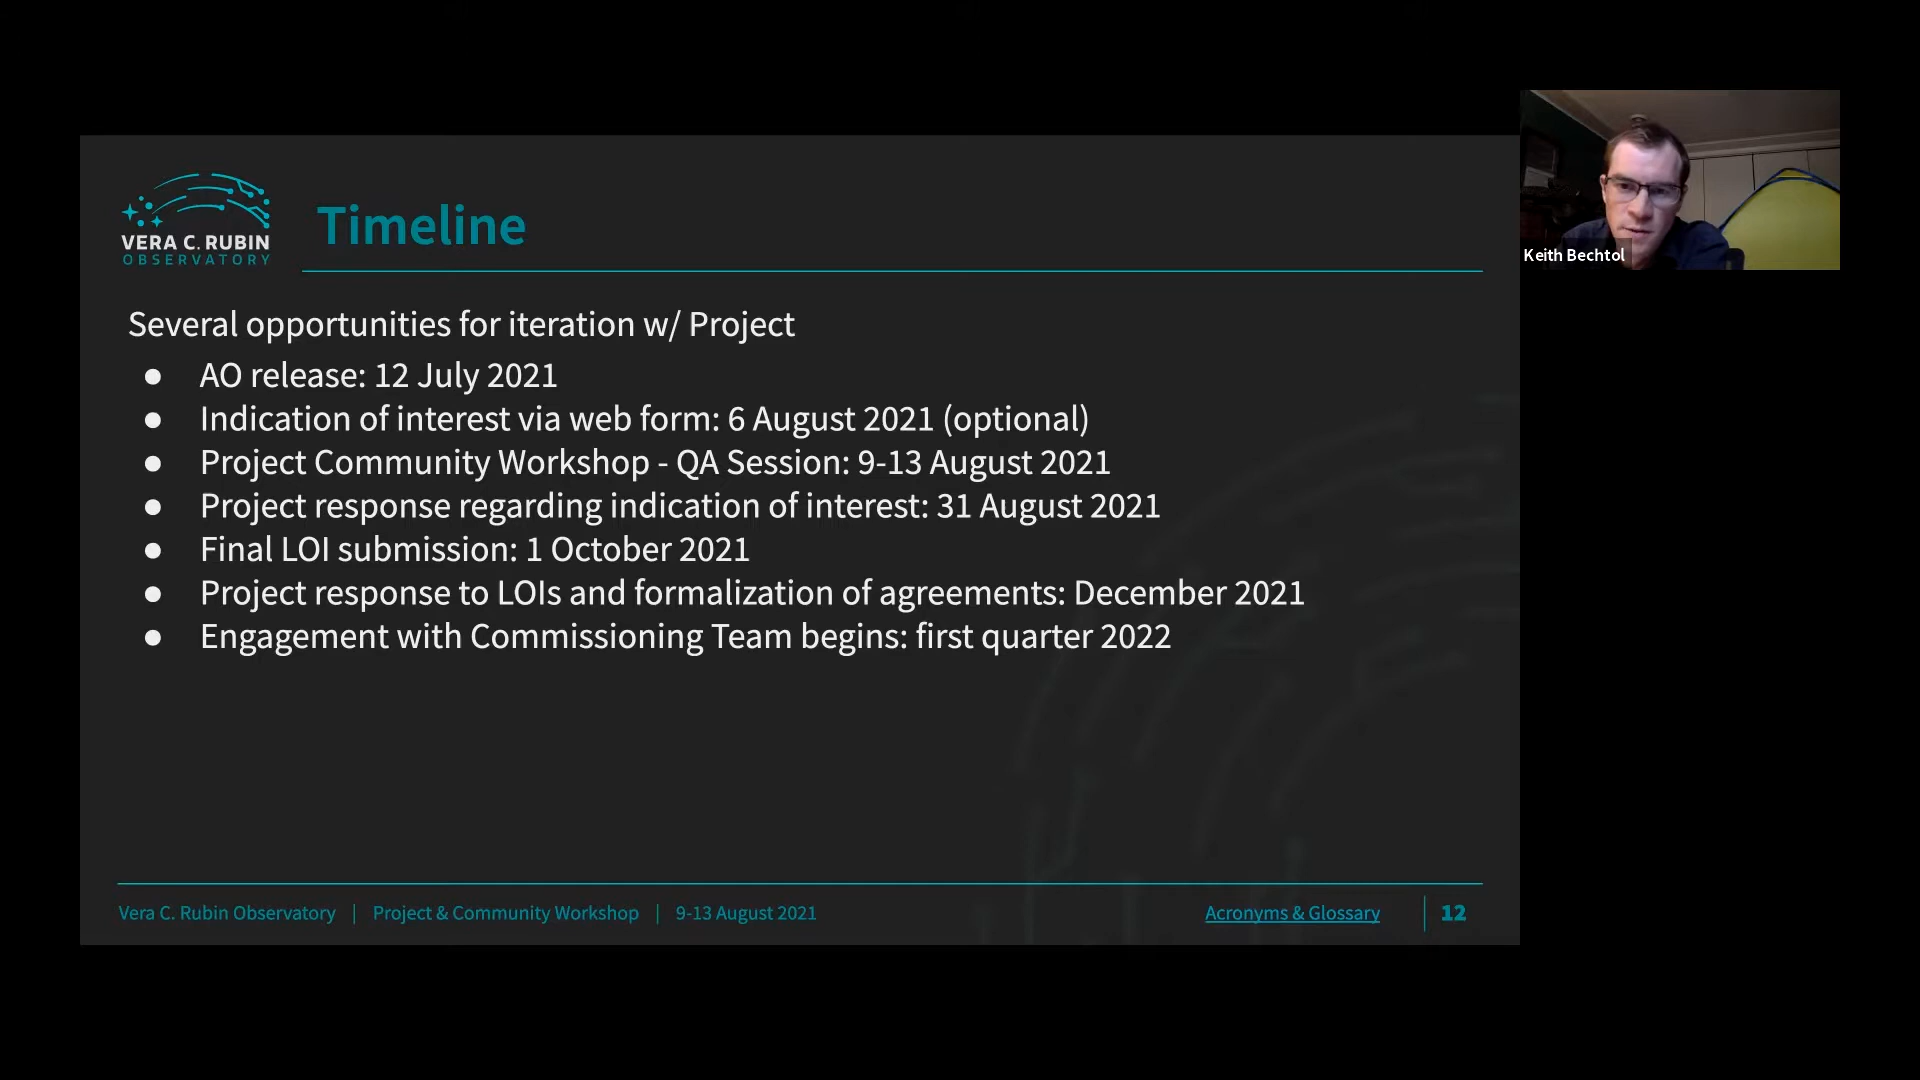 VERA C. RUBIN
OBSERVATORY
Timeline
Several opportunities for iteration w/ Project
● AO release: 12 July 2021
● Indication of interest via web form: 6 August 2021 (optional)
● Project Community Workshop - QA Session: 9-13 August 2021
● Project response regarding indication of interest: 31 August 2021
● Final LOI submission: 1 October 2021
● Project response to LOIs and formalization of agreements: December 2021
● Engagement with Commissioning Team begins: first quarter 2022
Vera C. Rubin Observatory | Project & Community Workshop | 9-13 August 2021 Acronyms & Glossary | 12
Keith Bechtol